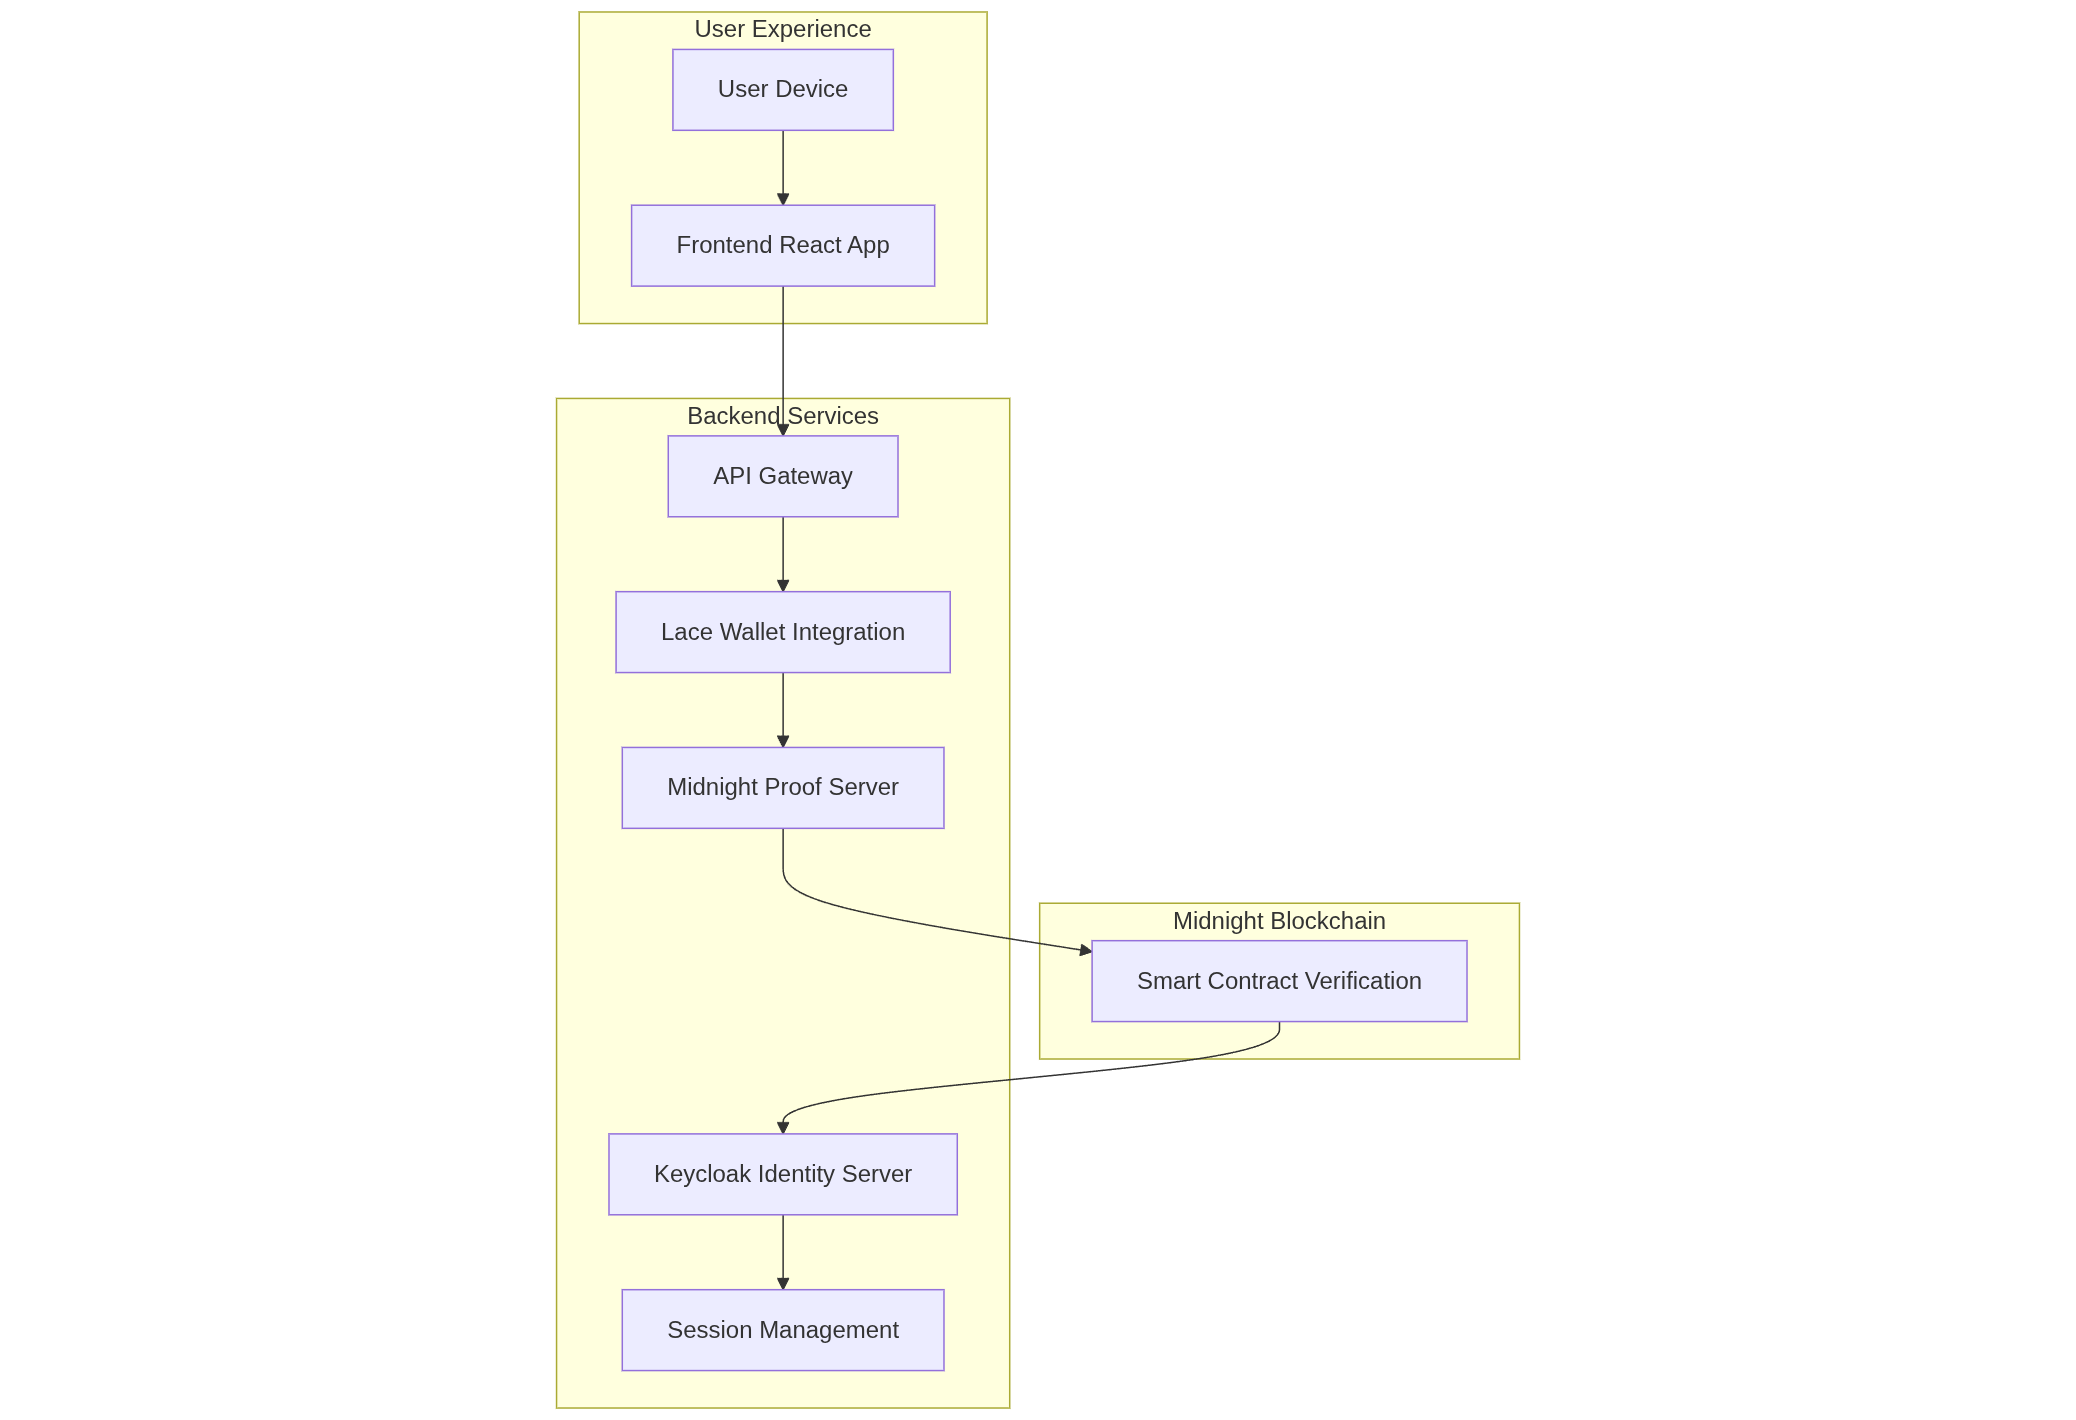 User Experience
User Device
Frontend React App
Backend Services
API Gateway
Lace Wallet Integration
Midnight Proof Server
Midnight Blockchain
Smart Contract Verification
Keycloak Identity Server
Session Management